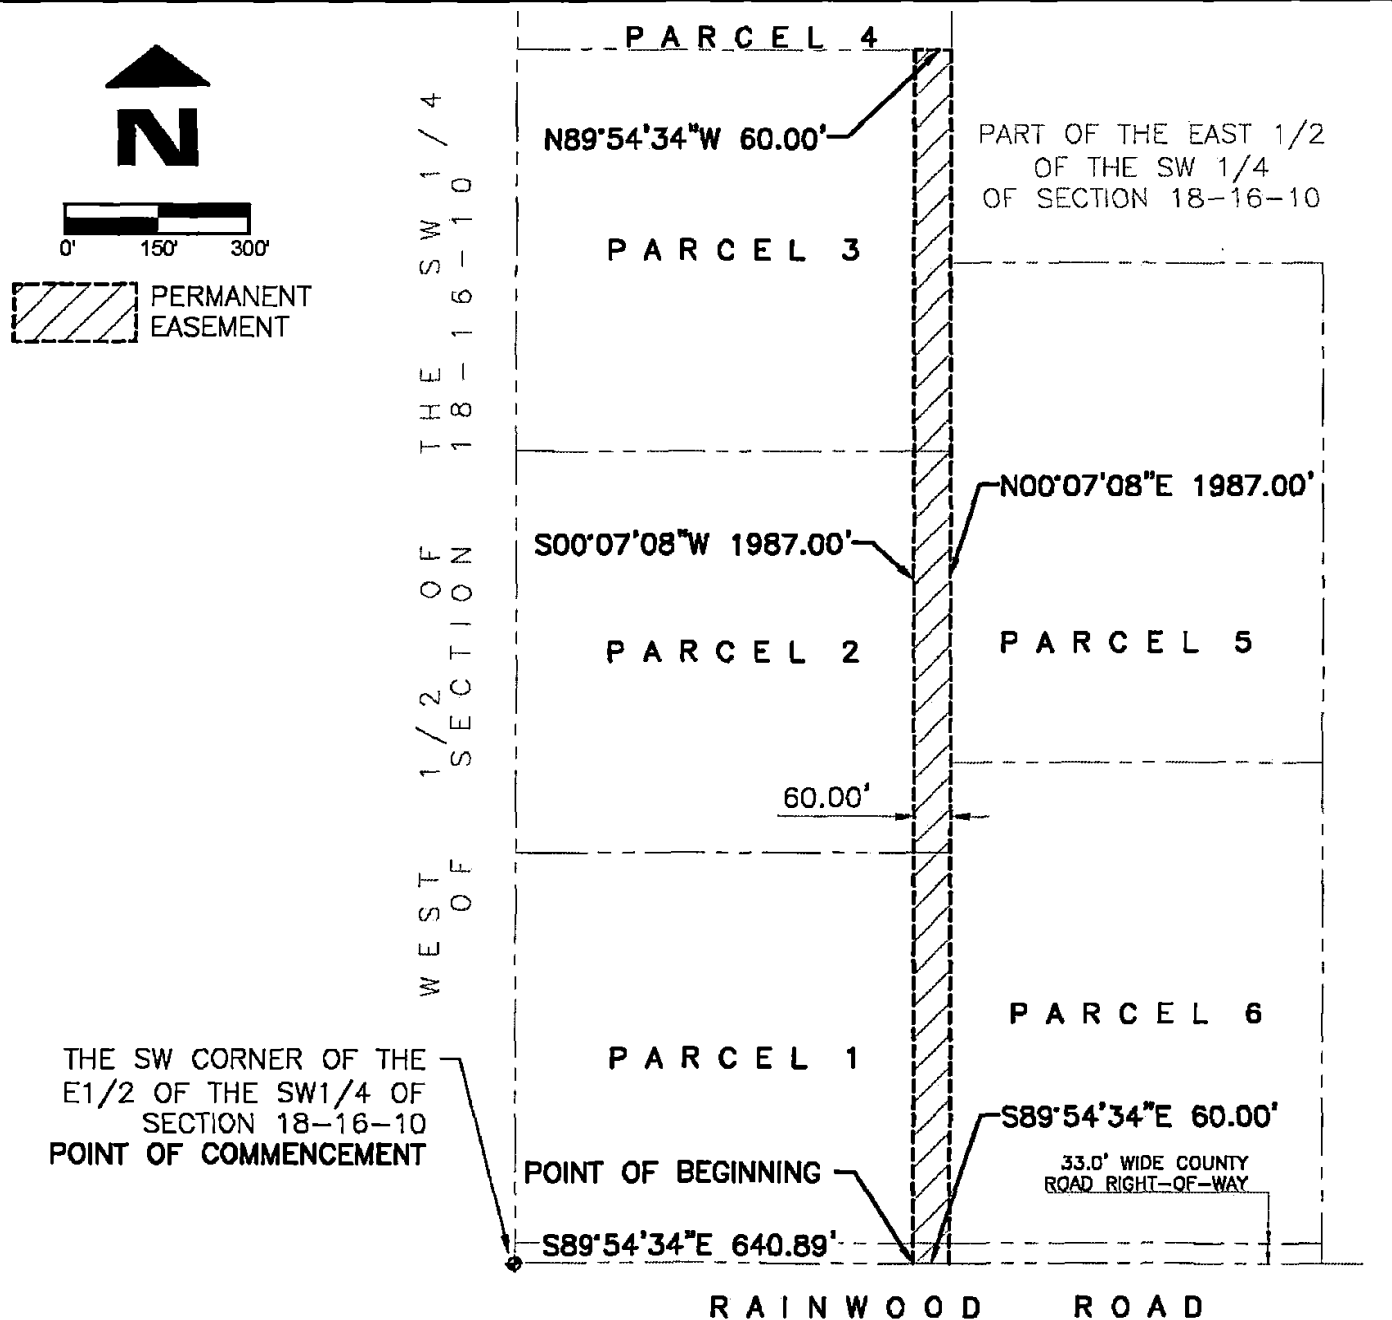 PARCEL 4
N
0' 150' 300'
PERMANENT
EASEMENT
N89°54'34"W 60.00'
PART OF THE EAST 1/2
OF THE SW 1/4
OF SECTION 18-16-10
PARCEL 3
WEST 1/2 OF THE SW 1/4
OF SECTION 18-16-10
N00°07'08"E 1987.00'
S00°07'08"W 1987.00'
PARCEL 2
PARCEL 5
60.00'
PARCEL 1
PARCEL 6
THE SW CORNER OF THE
E1/2 OF THE SW1/4 OF
SECTION 18-16-10
POINT OF COMMENCEMENT
S89°54'34"E 60.00'
POINT OF BEGINNING
33.0' WIDE COUNTY
ROAD RIGHT-OF-WAY
S89°54'34"E 640.89'
RAINWOOD ROAD